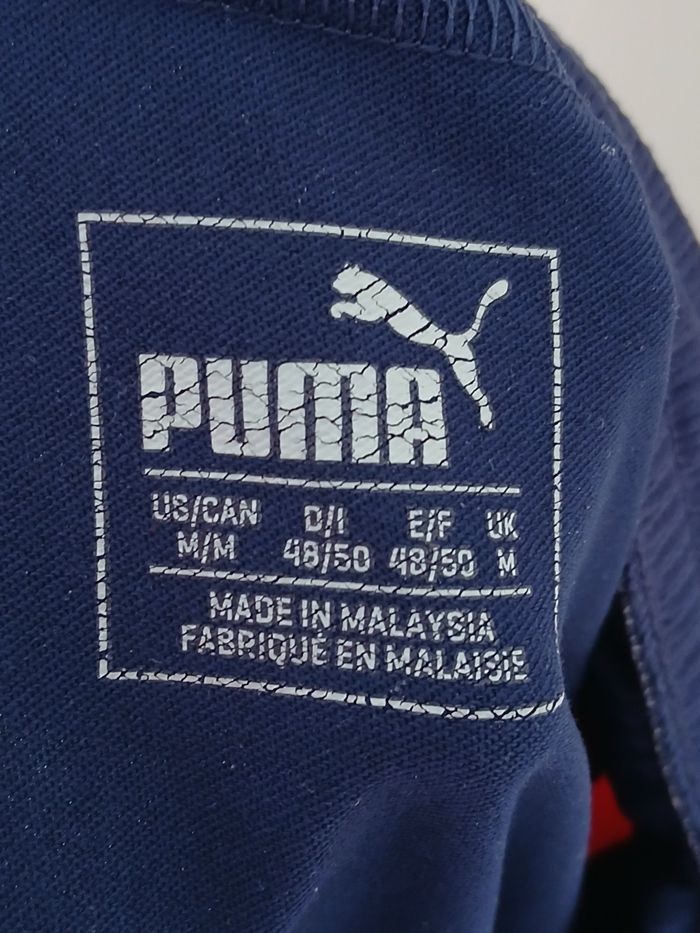 PUMA
US/CAN D/I E/F UK
M/M 48/50 48/50 M
MADE IN MALAYSIA
FABRIQUÉ EN MALAISIE